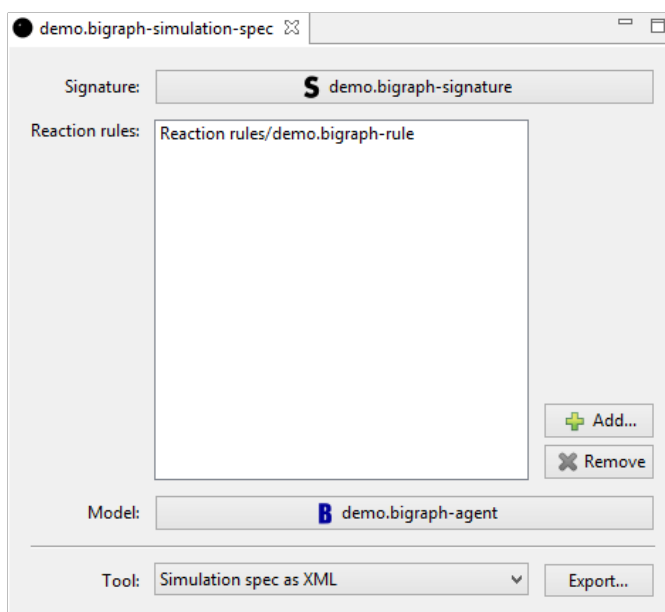 demo.bigraph-simulation-spec
Signature: S demo.bigraph-signature
Reaction rules: Reaction rules/demo.bigraph-rule
Add...
Remove
Model: B demo.bigraph-agent
Tool: Simulation spec as XML Export...